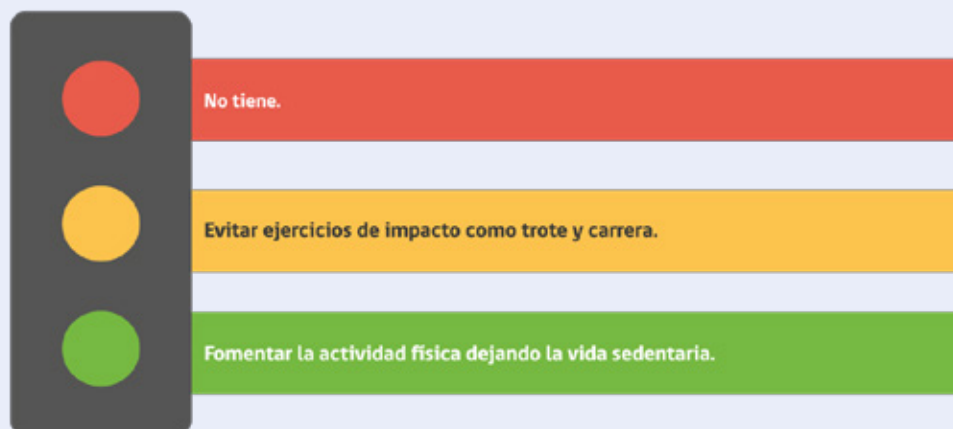 No tiene.
Evitar ejercicios de impacto como trote y carrera.
Fomentar la actividad física dejando la vida sedentaria.